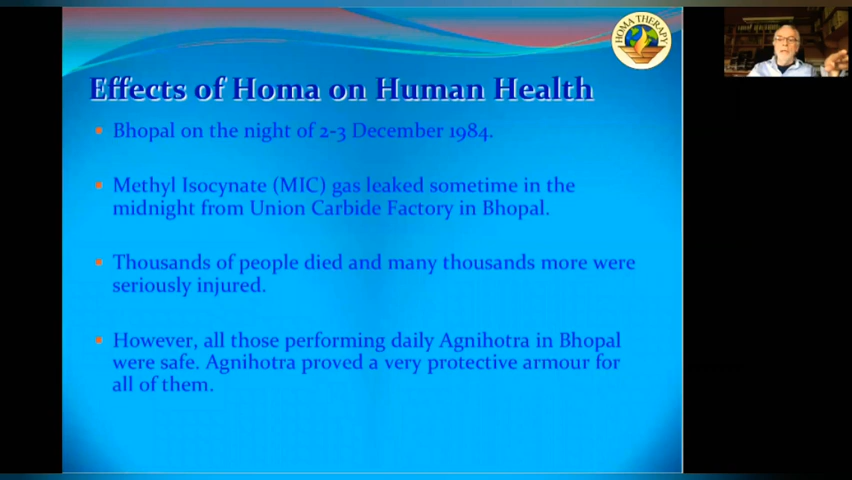 HOMA THERAPY
Effects of Homa on Human Health
Bhopal on the night of 2-3 December 1984.
Methyl Isocynate (MIC) gas leaked sometime in the
midnight from Union Carbide Factory in Bhopal.
Thousands of people died and many thousands more were
seriously injured.
However, all those performing daily Agnihotra in Bhopal
were safe. Agnihotra proved a very protective armour for
all of them.